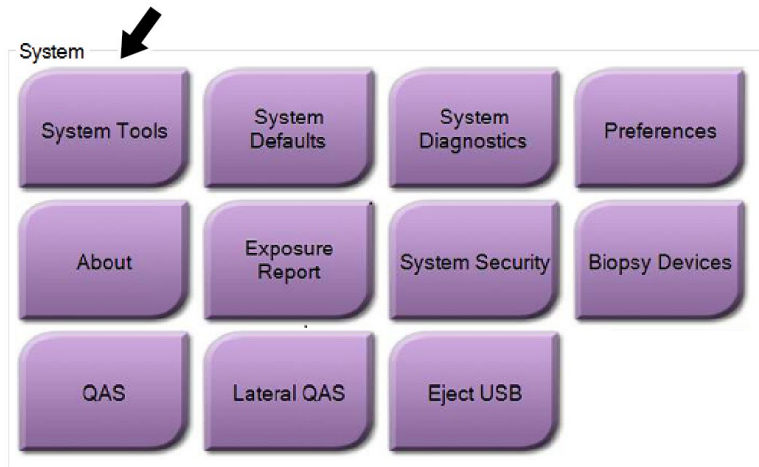 System
System Tools
System
Defaults
System
Diagnostics
Preferences
About
Exposure
Report
System Security
Biopsy Devices
QAS
Lateral QAS
Eject USB